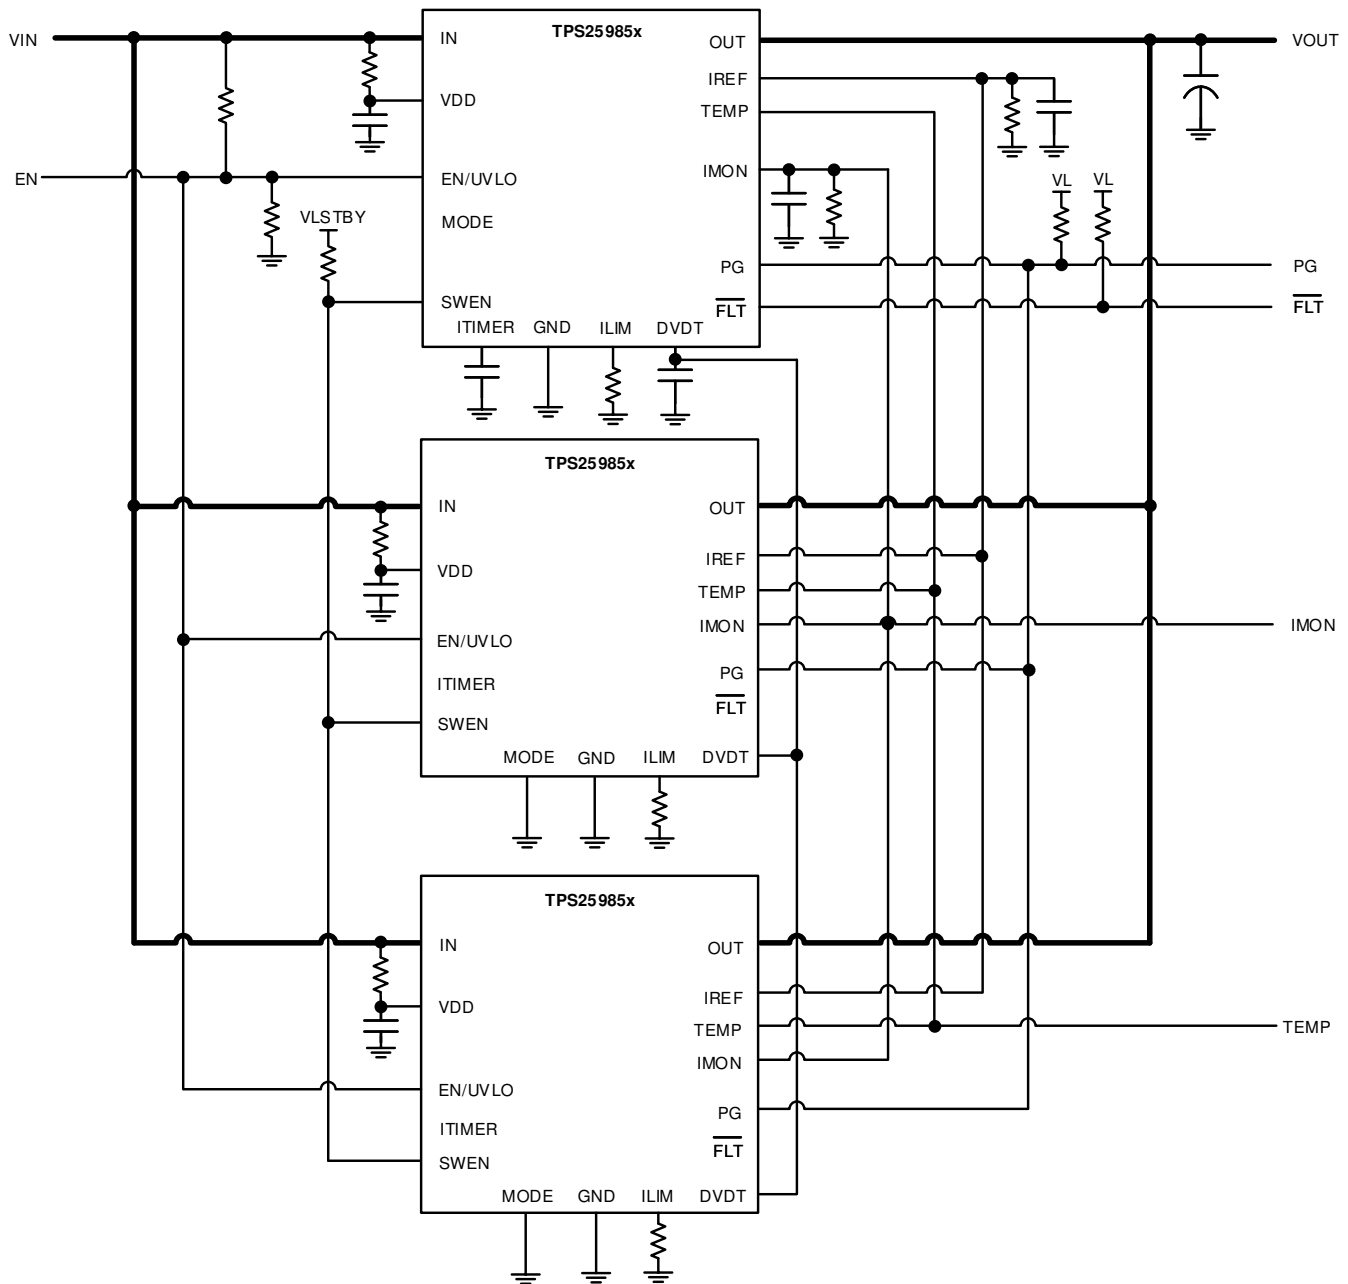 TPS25985x
VIN
IN
OUT
VOUT
IREF
VDD
TEMP
IMON
EN
EN/UVLO
VL
VL
VLSTBY
MODE
PG
PG
SWEN
FLT
FLT
ITIMER
GND
ILIM
DVDT
TPS25985x
IN
OUT
IREF
VDD
TEMP
IMON
IMON
EN/UVLO
PG
ITIMER
FLT
SWEN
MODE
GND
ILIM
DVDT
TPS25985x
IN
OUT
IREF
VDD
TEMP
TEMP
IMON
EN/UVLO
PG
ITIMER
FLT
SWEN
MODE
GND
ILIM
DVDT